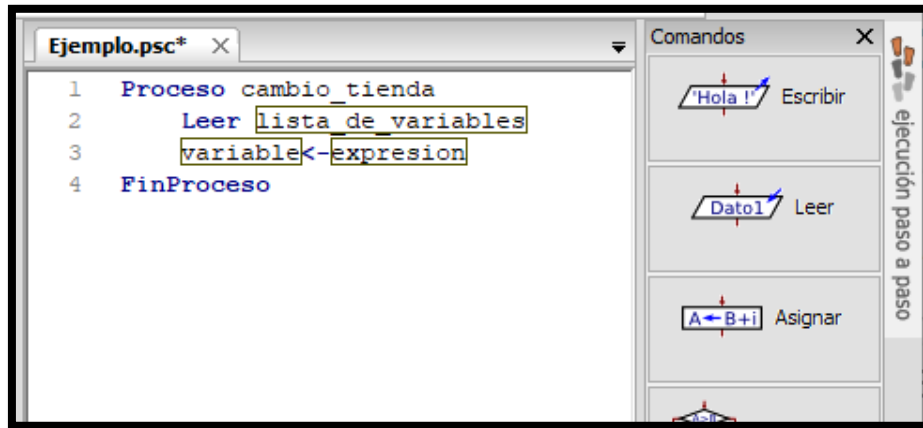 Ejemplo.psc*
1 Proceso cambio_tienda
2 Leer lista_de_variables
3 variable<-expresion
4 FinProceso
Comandos
'Hola !' Escribir
Dato1 Leer
A←B+i Asignar
ejecución paso a paso